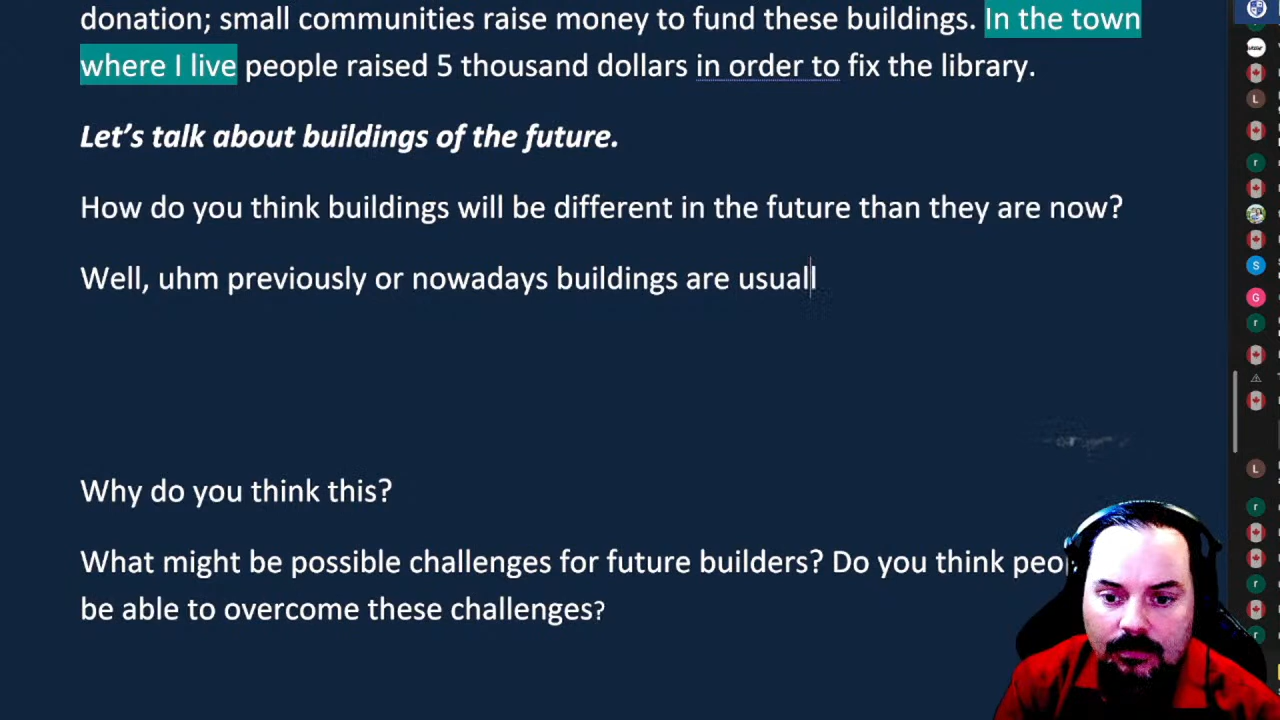 donation; small communities raise money to fund these buildings. In the town
where I live people raised 5 thousand dollars in order to fix the library.
Let's talk about buildings of the future.
How do you think buildings will be different in the future than they are now?
Well, uhm previously or nowadays buildings are usuall
Why do you think this?
What might be possible challenges for future builders? Do you think
be able to overcome these challenges?
L
r
r
S
G
r
L
r
r
r